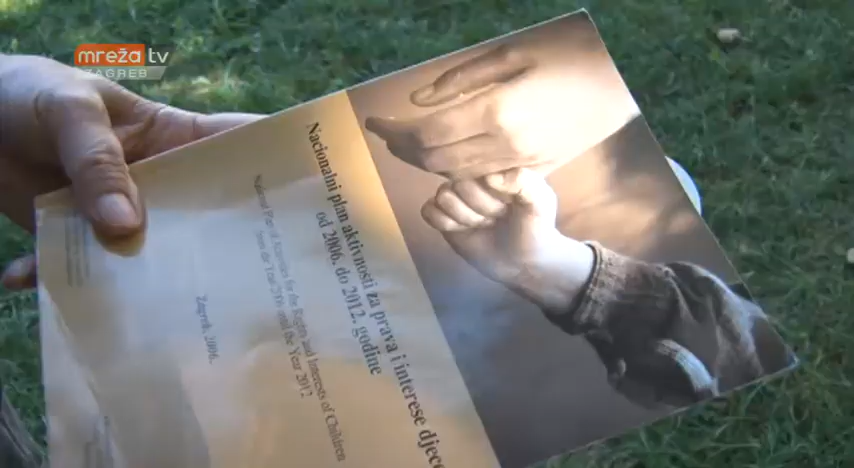 mreža tv
ZAGREB
Nacionalni plan aktivnosti za prava i interese djece
od 2006. do 2012. godine
National Plan of Activities for the Rights and Interests of Children
from the Year 2006 until the Year 2012
Zagreb, 2006.